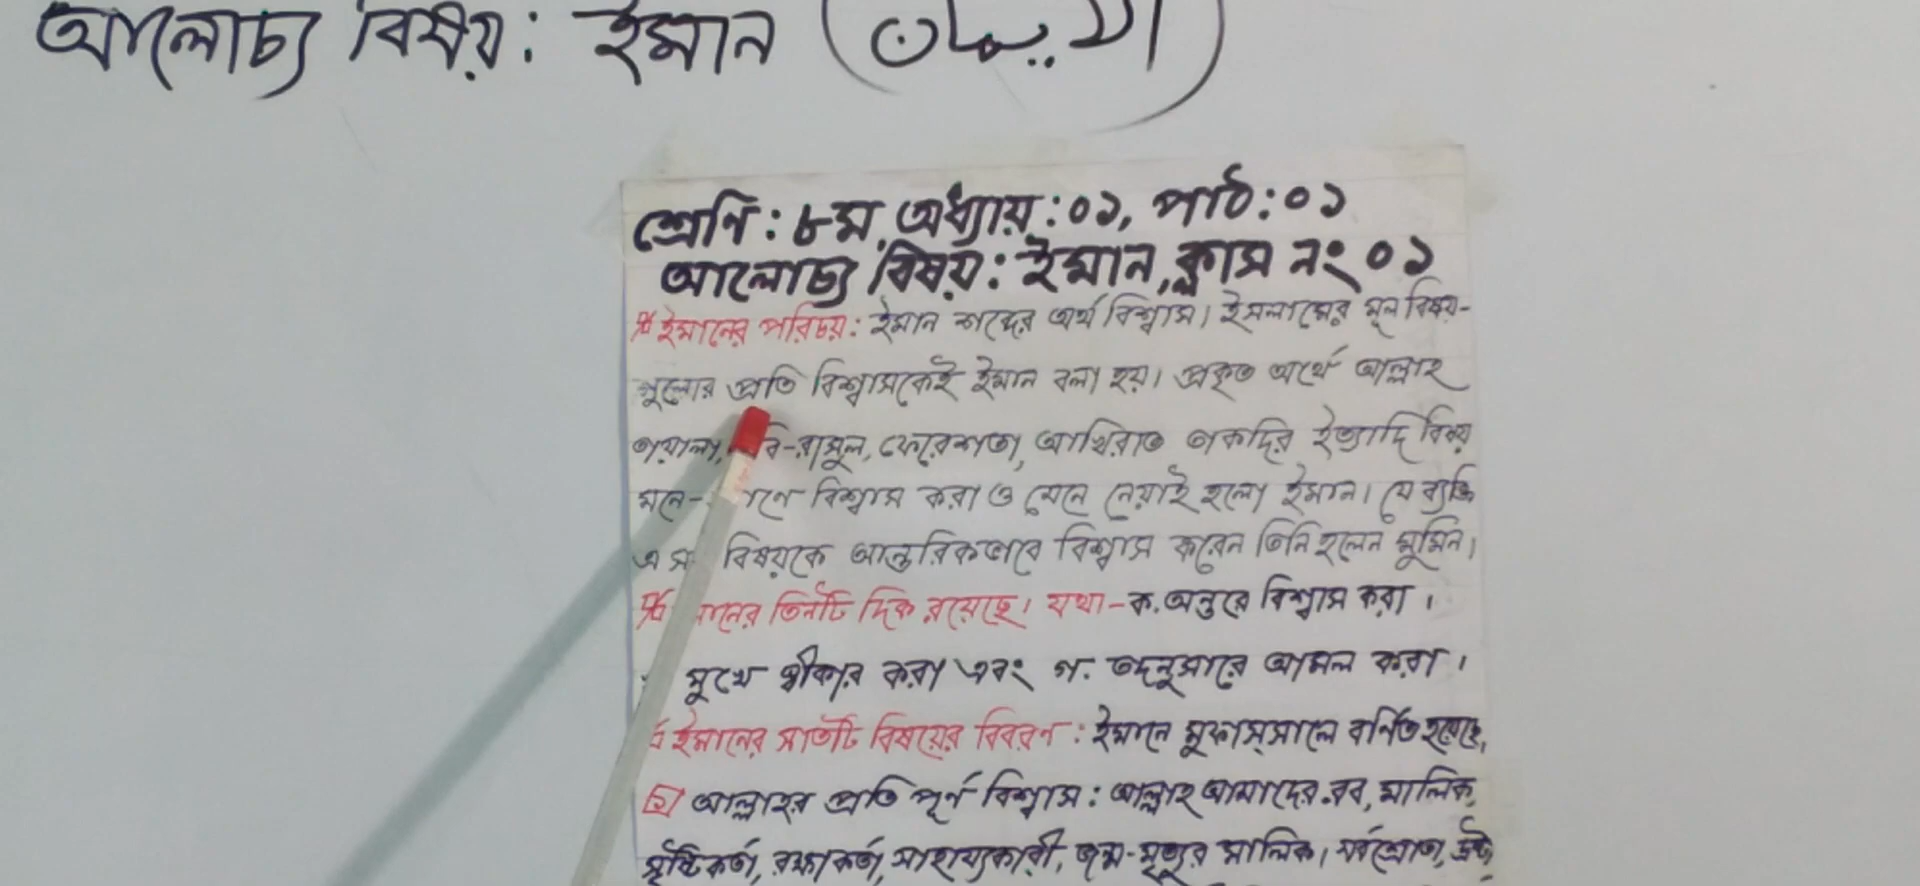 আলোচ্য বিষয়: ইমান (الإيمان)
শ্রেণি: ৮ম, অধ্যায়: ০১, পাঠ: ০১
আলোচ্য বিষয়: ইমান, ক্লাস নং ০১
ইমানের পরিচয়: ইমান শব্দের অর্থ বিশ্বাস। ইসলামের মূল বিষয়-
গুলোর প্রতি বিশ্বাসকেই ইমান বলা হয়। প্রকৃত অর্থে আল্লাহ
তায়ালা, বি-রাসুল, ফেরেশতা, আখিরাত তাকদির ইত্যাদি বিষয়
মনে- াণে বিশ্বাস করা ও মেনে নেয়াই হলো ইমান। যে ব্যক্তি
এ স বিষয়কে আন্তরিকভাবে বিশ্বাস করেন তিনি হলেন মুমিন।
মানের তিনটি দিক রয়েছে। যথা- ক. অন্তরে বিশ্বাস করা।
মুখে স্বীকার করা এবং গ. তদনুসারে আমল করা।
ইমানের সাতটি বিষয়ের বিবরণ: ইমানে মুফাস্সালে বর্ণিত হয়েছে,
১ আল্লাহর প্রতি পূর্ণ বিশ্বাস: আল্লাহ আমাদের রব, মালিক,
সৃষ্টিকর্তা, রক্ষাকর্তা, সাহায্যকারী, জন্ম-মৃত্যুর মালিক। সর্বশ্রোতা,